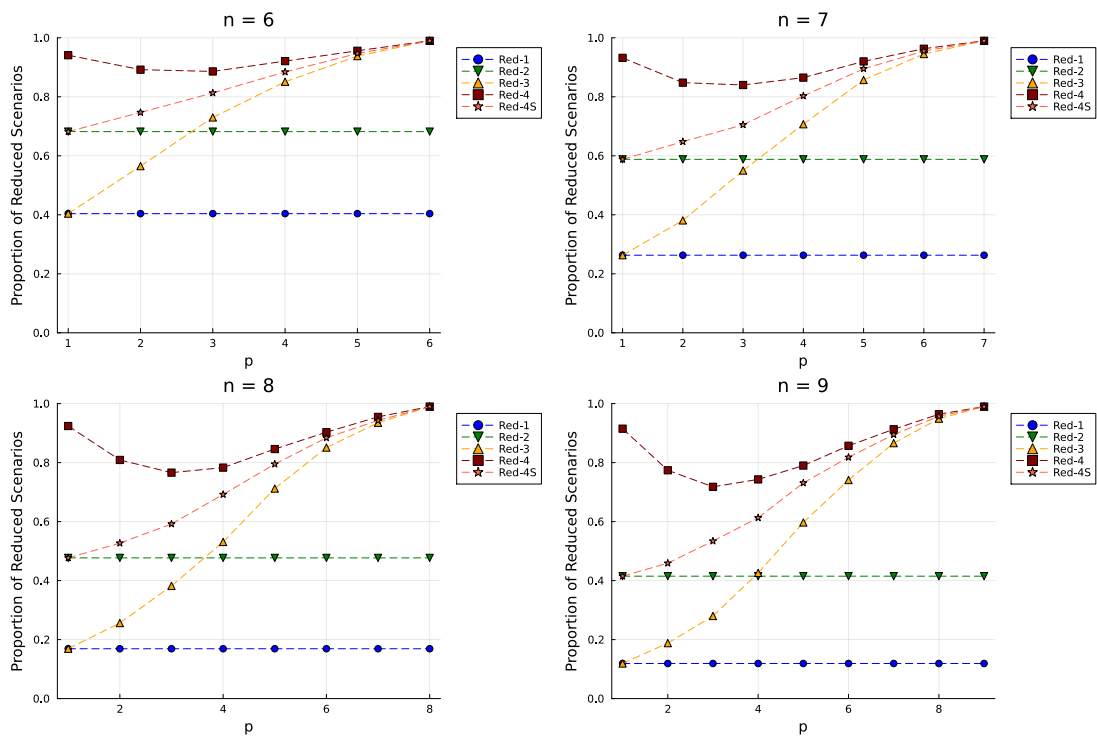 n = 6
1.0
0.8
0.6
0.4
0.2
0.0
Proportion of Reduced Scenarios
1 2 3 4 5 6
p
Red-1
Red-2
Red-3
Red-4
Red-4S
n = 7
1.0
0.8
0.6
0.4
0.2
0.0
Proportion of Reduced Scenarios
1 2 3 4 5 6 7
p
Red-1
Red-2
Red-3
Red-4
Red-4S
n = 8
1.0
0.8
0.6
0.4
0.2
0.0
Proportion of Reduced Scenarios
2 4 6 8
p
Red-1
Red-2
Red-3
Red-4
Red-4S
n = 9
1.0
0.8
0.6
0.4
0.2
0.0
Proportion of Reduced Scenarios
2 4 6 8
p
Red-1
Red-2
Red-3
Red-4
Red-4S